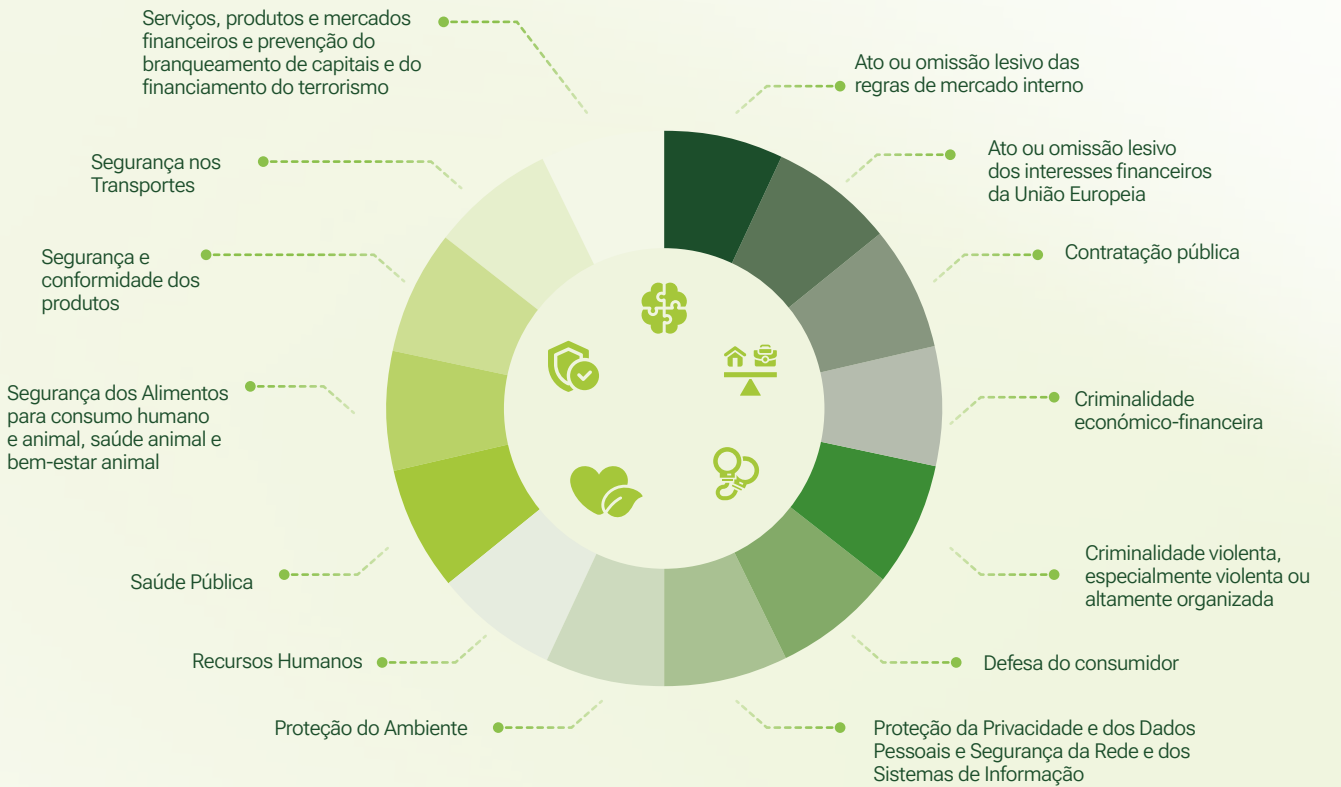 Serviços, produtos e mercados
financeiros e prevenção do
branqueamento de capitais e do
financiamento do terrorismo
Ato ou omissão lesivo das
regras de mercado interno
Ato ou omissão lesivo
dos interesses financeiros
da União Europeia
Contratação pública
Criminalidade
económico-financeira
Criminalidade violenta,
especialmente violenta ou
altamente organizada
Defesa do consumidor
Proteção da Privacidade e dos Dados
Pessoais e Segurança da Rede e dos
Sistemas de Informação
Proteção do Ambiente
Recursos Humanos
Saúde Pública
Segurança dos Alimentos
para consumo humano
e animal, saúde animal e
bem-estar animal
Segurança e
conformidade dos
produtos
Segurança nos
Transportes